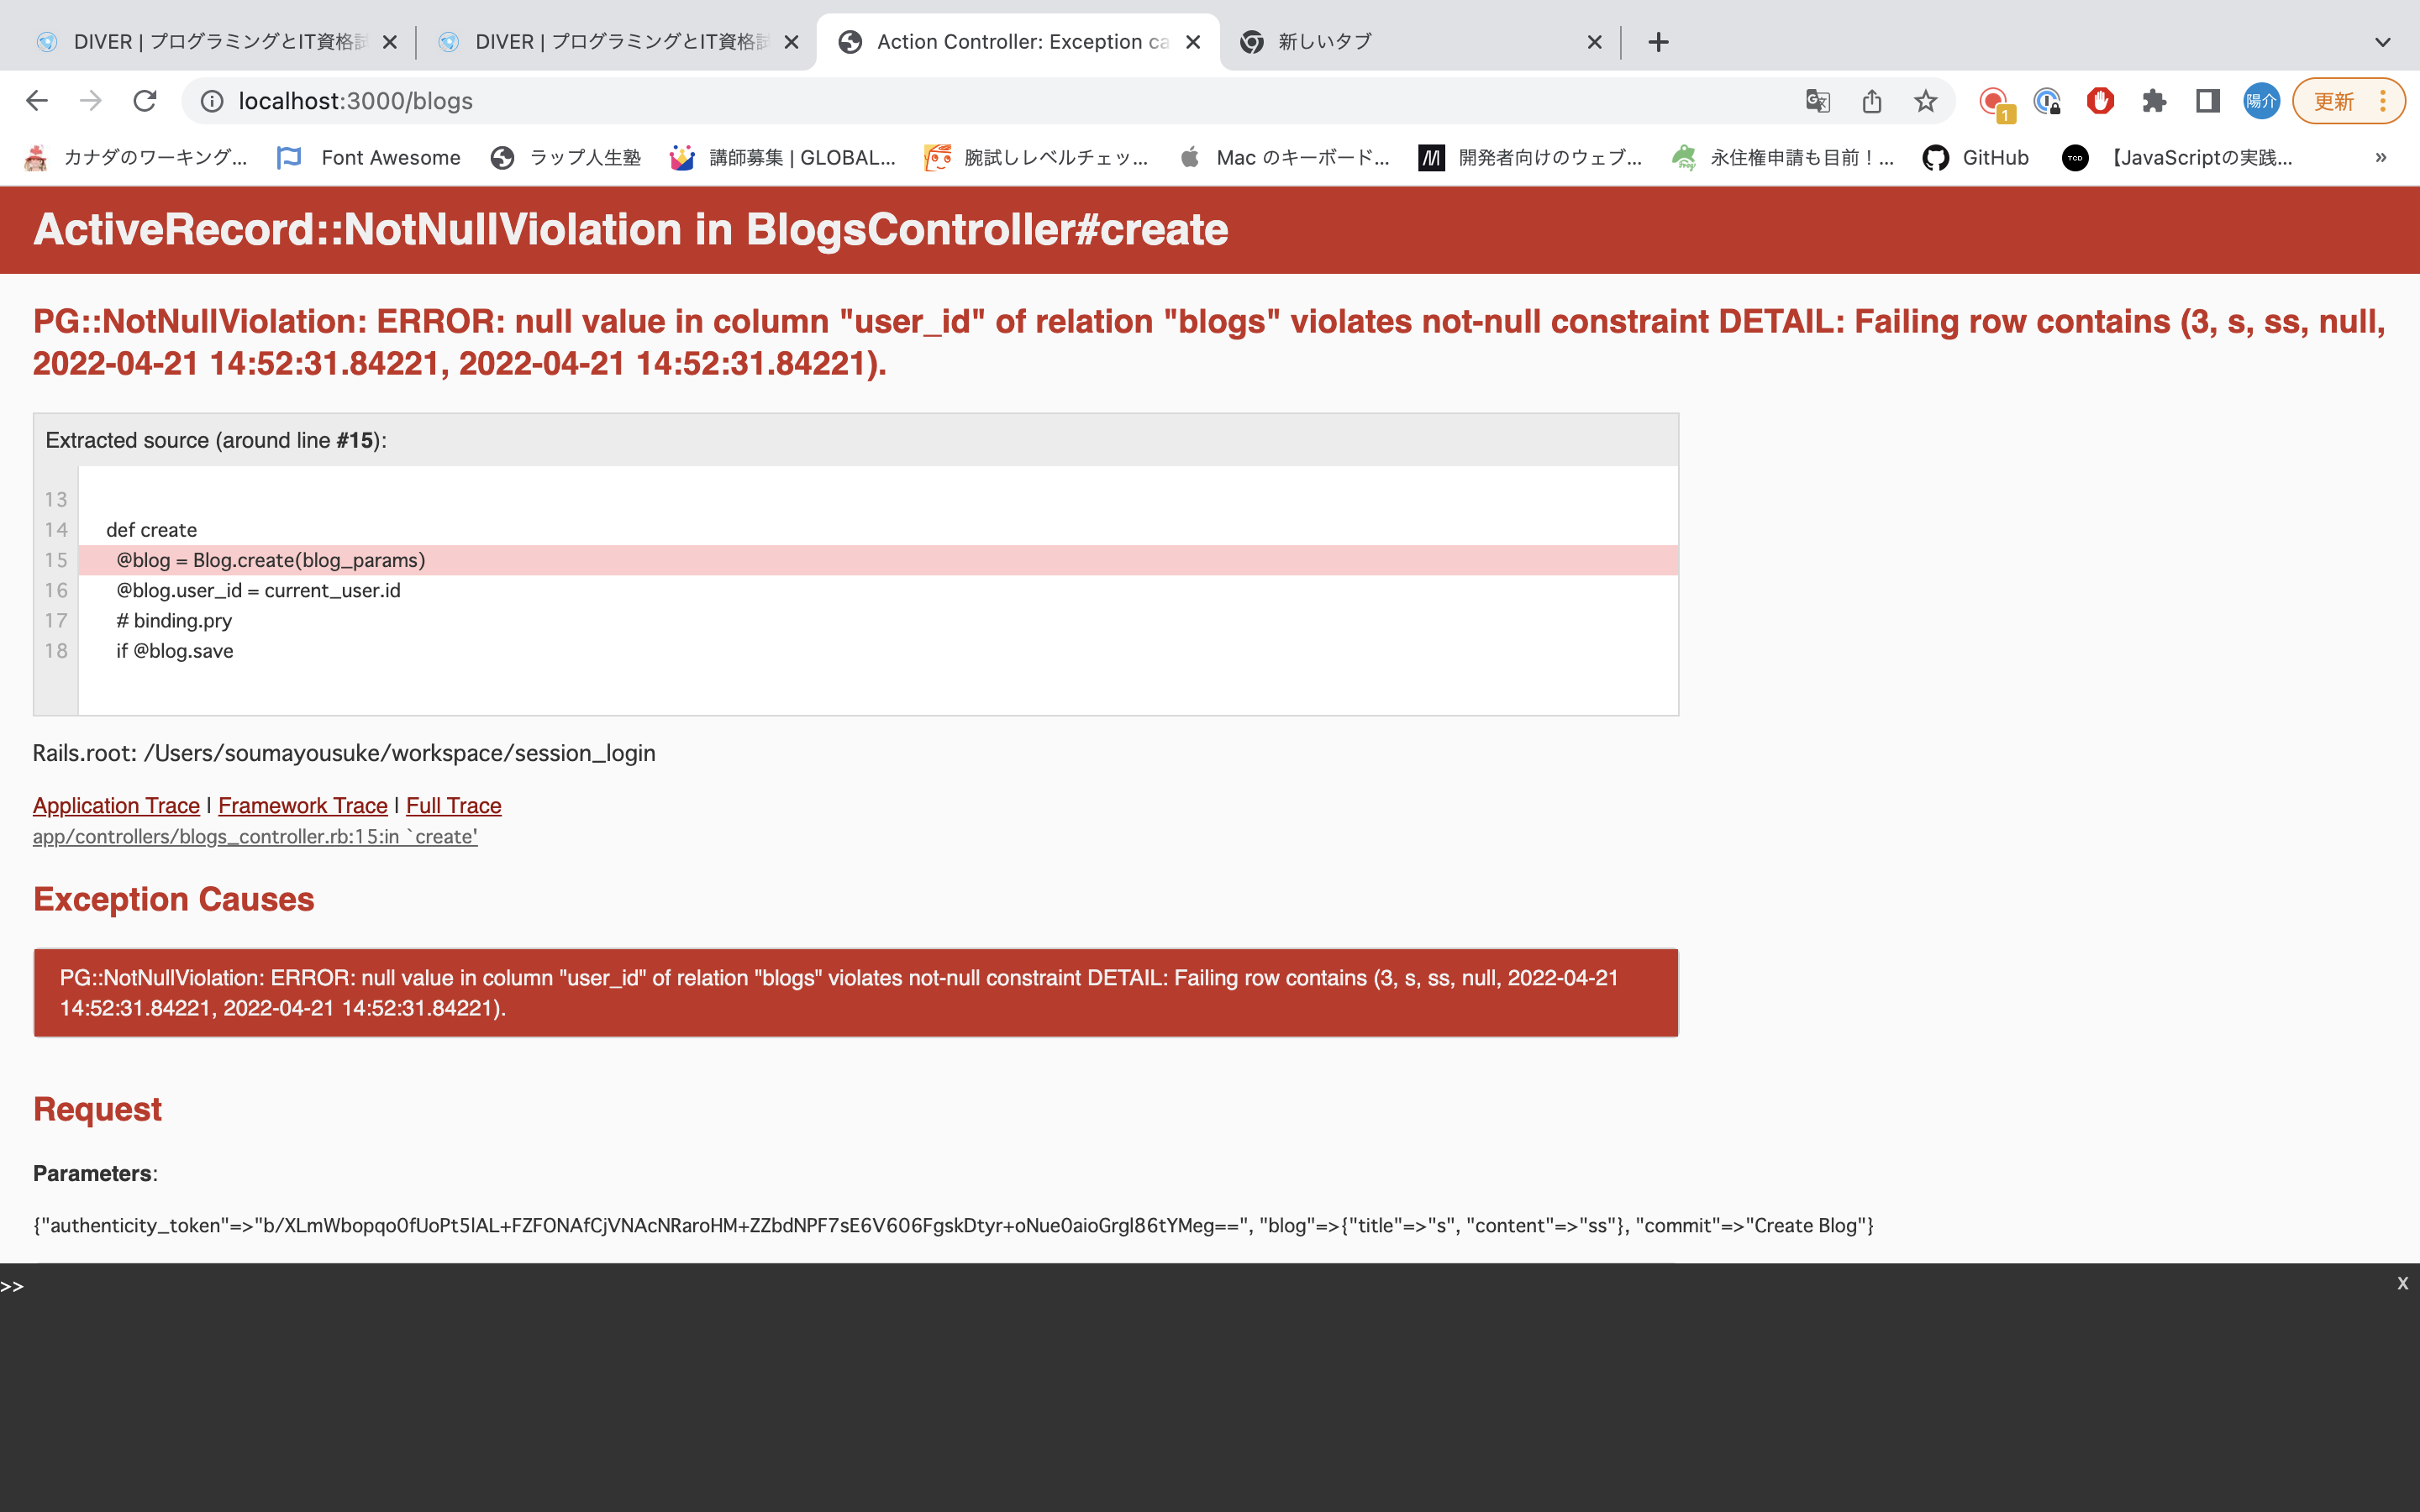 DIVER | プログラミングとIT資格試
DIVER | プログラミングとIT資格試
Action Controller: Exception ca
新しいタブ
localhost:3000/blogs
1
陽介
更新
カナダのワーキング...
Font Awesome
ラップ人生塾
講師募集 | GLOBAL...
腕試しレベルチェッ...
Mac のキーボード...
開発者向けのウェブ...
永住権申請も目前！...
GitHub
TCD
【JavaScriptの実践...
»
ActiveRecord::NotNullViolation in BlogsController#create
PG::NotNullViolation: ERROR: null value in column "user_id" of relation "blogs" violates not-null constraint DETAIL: Failing row contains (3, s, ss, null,
2022-04-21 14:52:31.84221, 2022-04-21 14:52:31.84221).
Extracted source (around line #15):
13
14 def create
15 @blog = Blog.create(blog_params)
16 @blog.user_id = current_user.id
17 # binding.pry
18 if @blog.save
Rails.root: /Users/soumayousuke/workspace/session_login
Application Trace | Framework Trace | Full Trace
app/controllers/blogs_controller.rb:15:in `create'
Exception Causes
PG::NotNullViolation: ERROR: null value in column "user_id" of relation "blogs" violates not-null constraint DETAIL: Failing row contains (3, s, ss, null, 2022-04-21
14:52:31.84221, 2022-04-21 14:52:31.84221).
Request
Parameters:
{"authenticity_token"=>"b/XLmWbopqo0fUoPt5lAL+FZFONAfCjVNAcNRaroHM+ZZbdNPF7sE6V606FgskDtyr+oNue0aioGrgl86tYMeg==", "blog"=>{"title"=>"s", "content"=>"ss"}, "commit"=>"Create Blog"}
>>
x